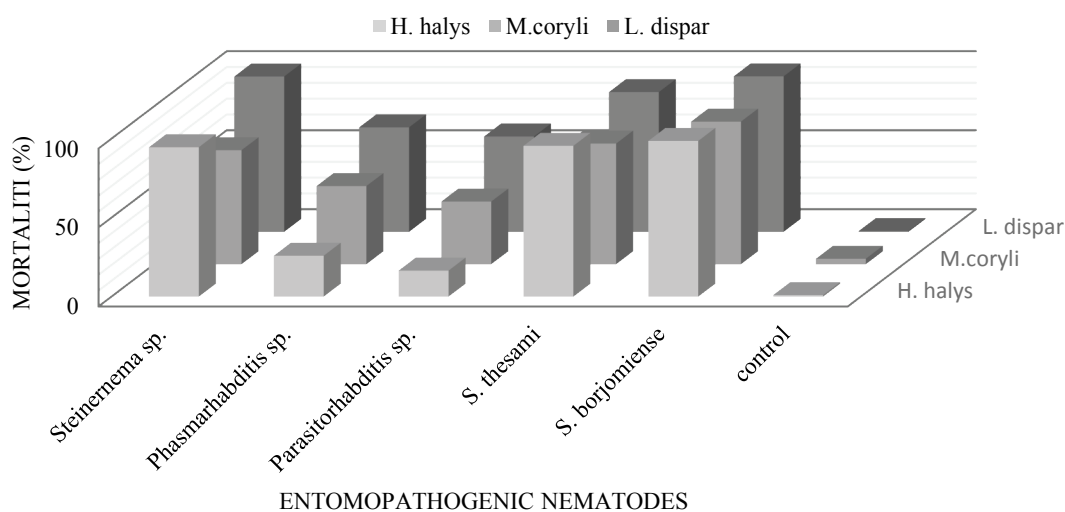 H. halys M.coryli L. dispar
MORTALITI (%)
100
50
0
L. dispar
M.coryli
H. halys
Steinernema sp.
Phasmarhabditis sp.
Parasitorhabditis sp.
S. thesami
S. borjomiense
control
ENTOMOPATHOGENIC NEMATODES